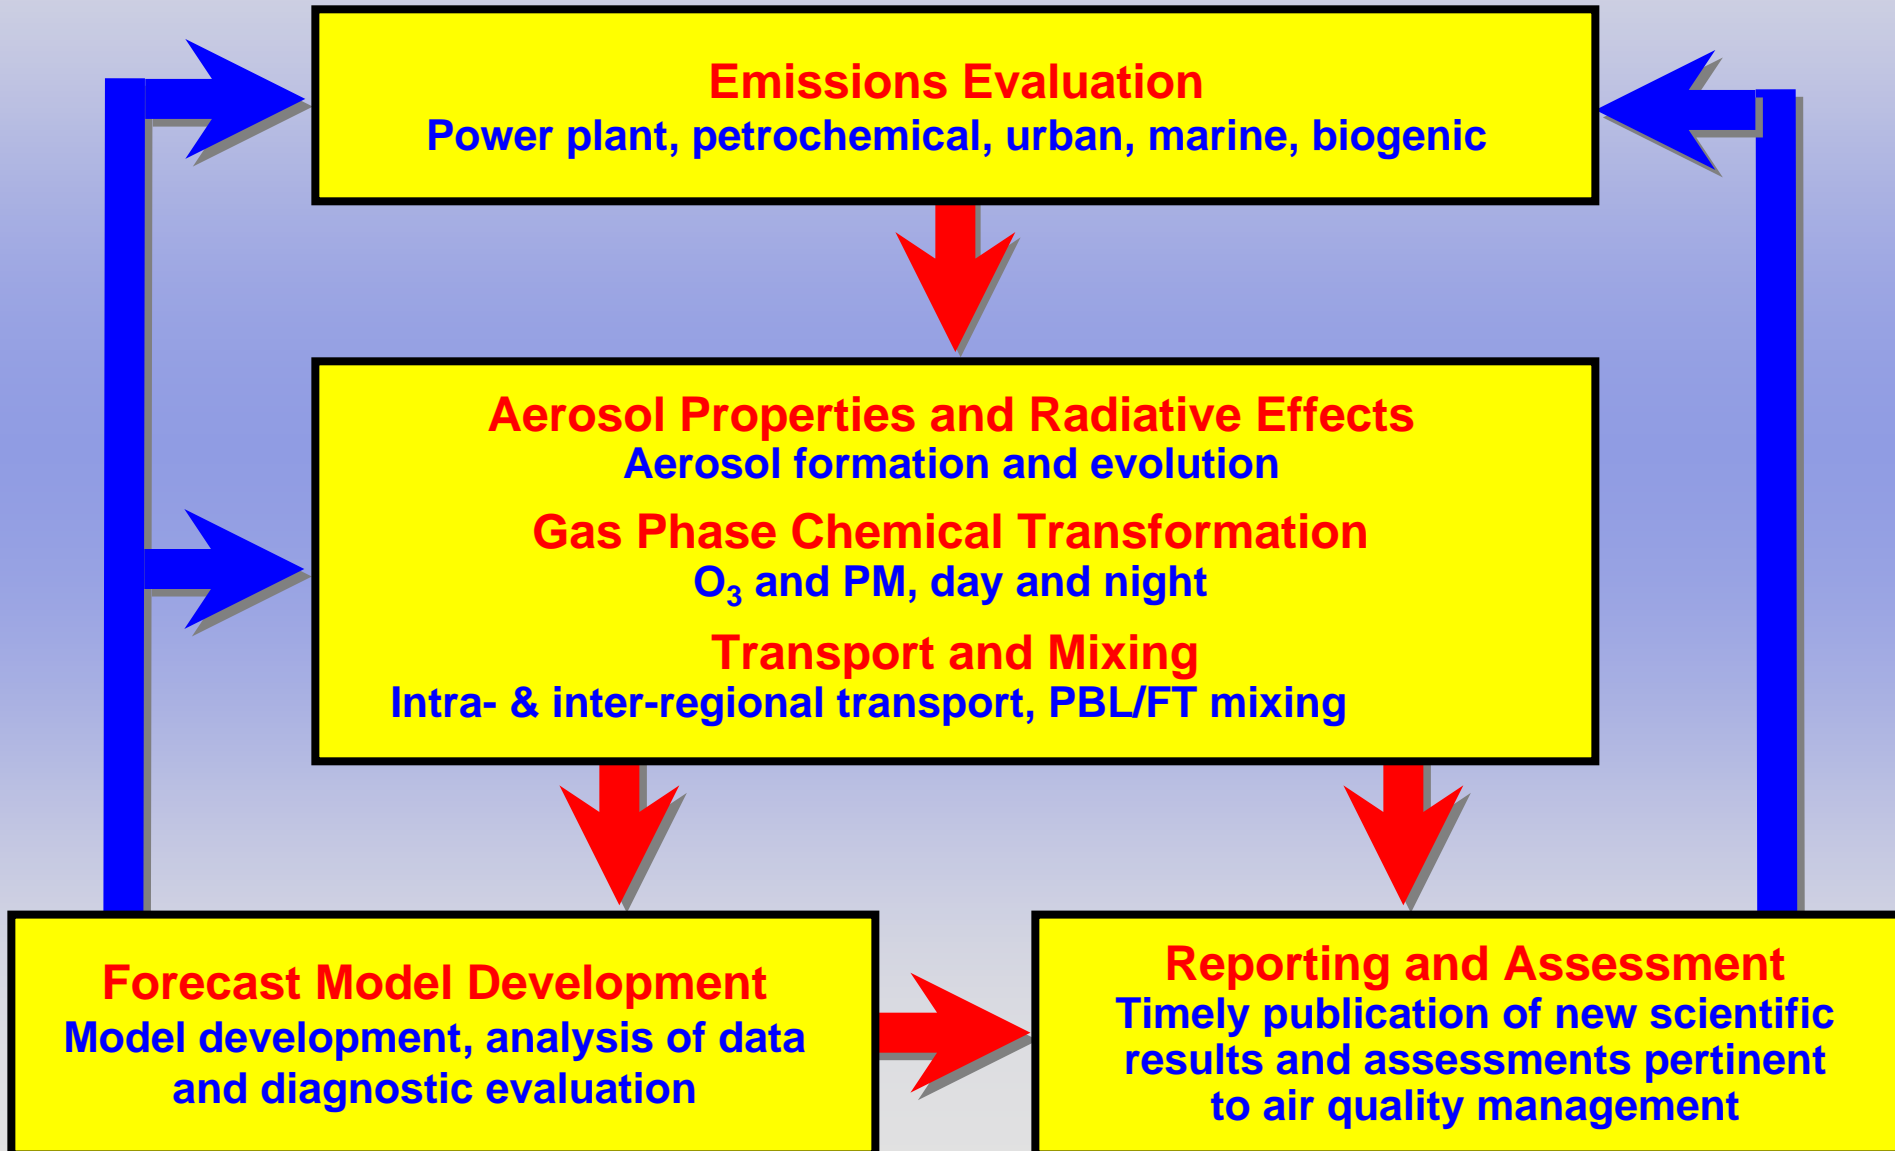 Emissions Evaluation
Power plant, petrochemical, urban, marine, biogenic
Aerosol Properties and Radiative Effects
Aerosol formation and evolution
Gas Phase Chemical Transformation
O₃ and PM, day and night
Transport and Mixing
Intra- & inter-regional transport, PBL/FT mixing
Forecast Model Development
Model development, analysis of data
and diagnostic evaluation
Reporting and Assessment
Timely publication of new scientific
results and assessments pertinent
to air quality management